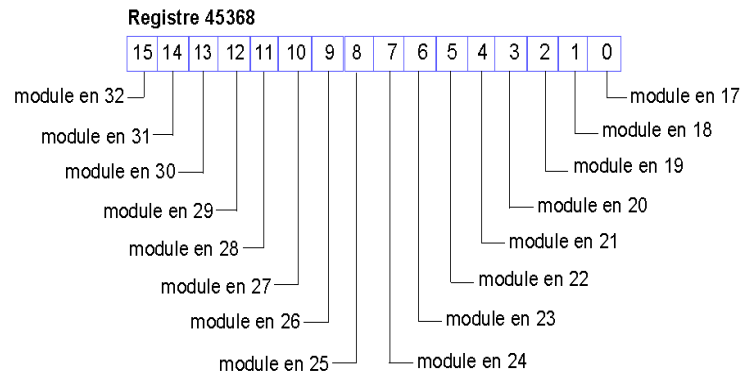 Registre 45368
15 14 13 12 11 10 9 8 7 6 5 4 3 2 1 0
module en 32
module en 17
module en 31
module en 18
module en 30
module en 19
module en 29
module en 20
module en 28
module en 21
module en 27
module en 22
module en 26
module en 23
module en 25
module en 24